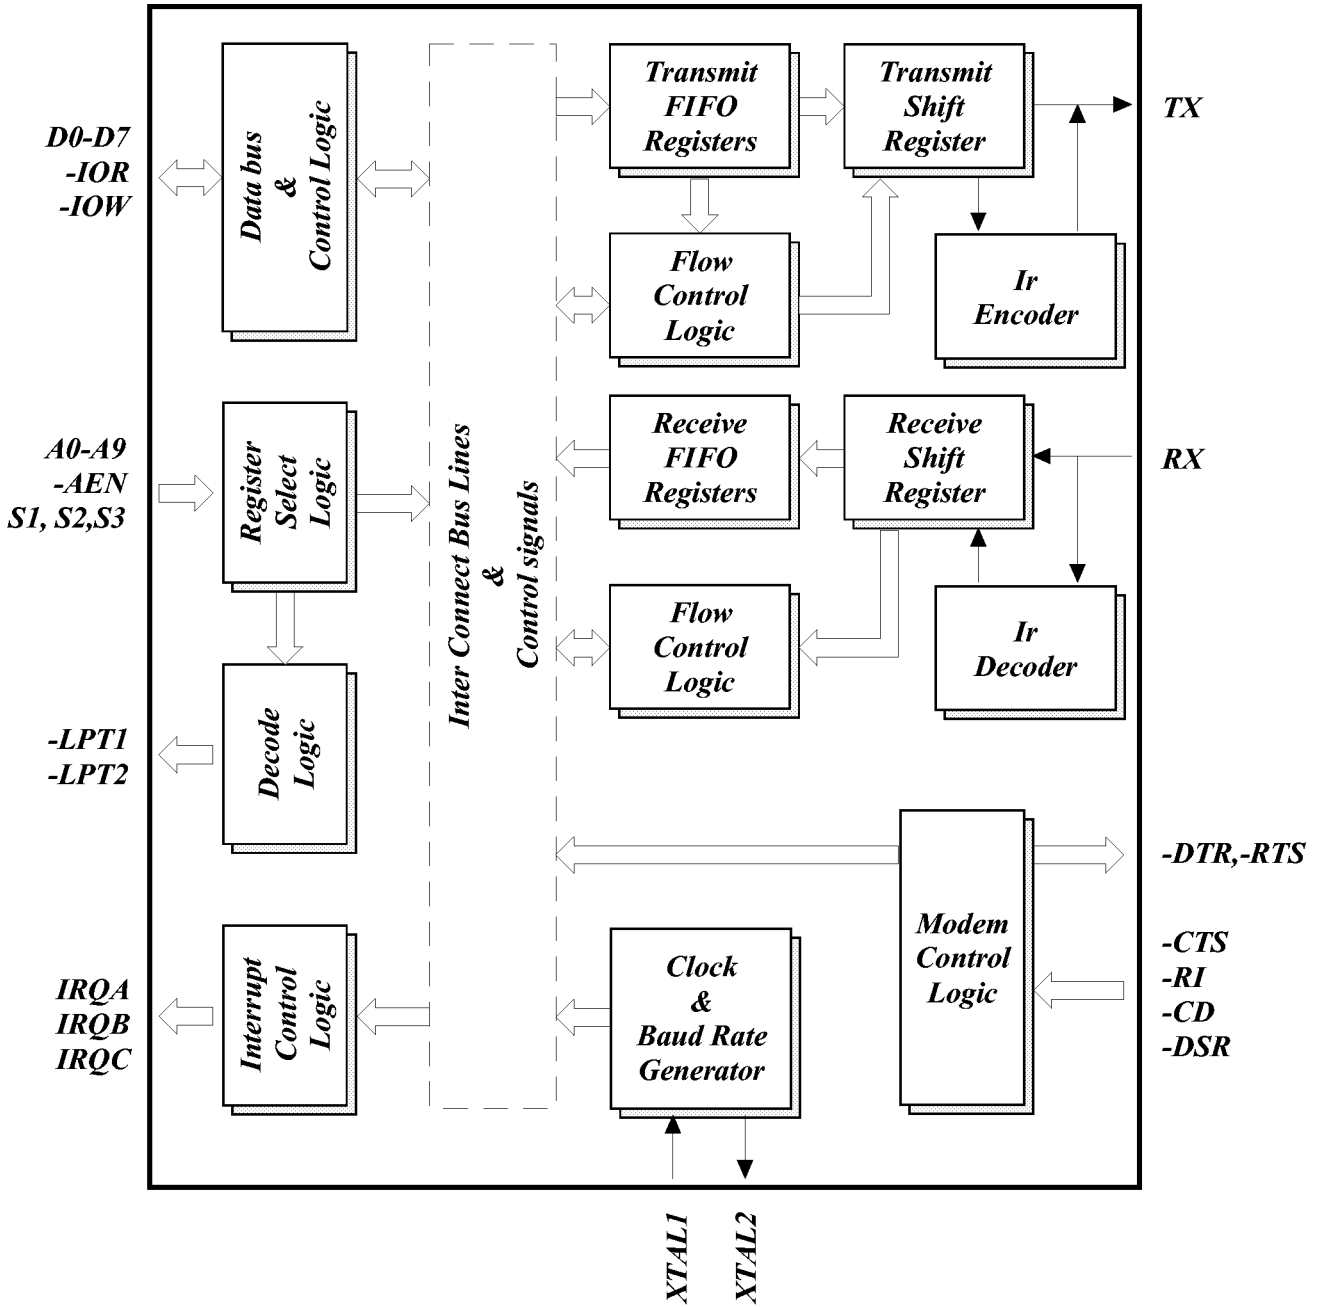 D0-D7
-IOR
-IOW
Data bus
&
Control Logic
A0-A9
-AEN
S1, S2,S3
Register
Select
Logic
-LPT1
-LPT2
Decode
Logic
IRQA
IRQB
IRQC
Interrupt
Control
Logic
Inter Connect Bus Lines
&
Control signals
Transmit
FIFO
Registers
Transmit
Shift
Register
TX
Flow
Control
Logic
Ir
Encoder
Receive
FIFO
Registers
Receive
Shift
Register
RX
Flow
Control
Logic
Ir
Decoder
Modem
Control
Logic
-DTR,-RTS
-CTS
-RI
-CD
-DSR
Clock
&
Baud Rate
Generator
XTAL1
XTAL2